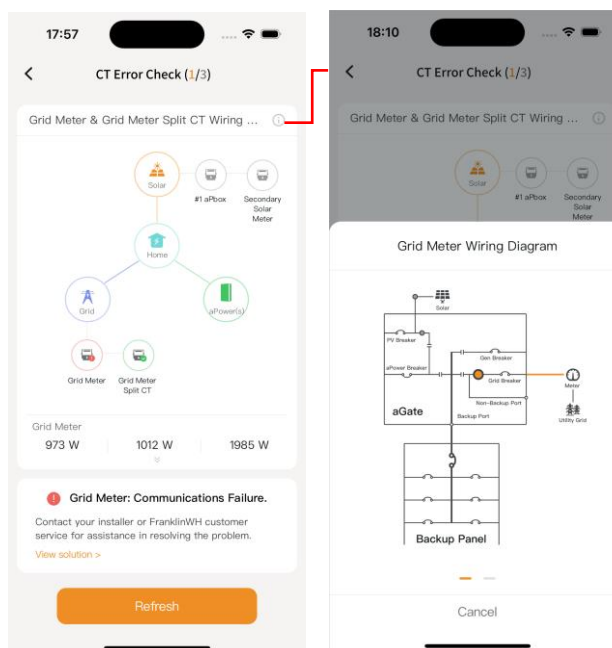 17:57
CT Error Check (1/3)
Grid Meter & Grid Meter Split CT Wiring ...
Solar
#1 aPbox
Secondary
Solar
Meter
Home
Grid
aPower(s)
Grid Meter
Grid Meter
Split CT
Grid Meter
973 W
1012 W
1985 W
Grid Meter: Communications Failure.
Contact your installer or FranklinWH customer
service for assistance in resolving the problem.
View solution >
Refresh
18:10
CT Error Check (1/3)
Grid Meter & Grid Meter Split CT Wiring ...
Solar
#1 aPbox
Secondary
Solar
Meter
Grid Meter Wiring Diagram
Solar
PV Breaker
aPower Breaker
Gen Breaker
Grid Breaker
Meter
Non-Backup Port
aGate
Backup Port
Utility Grid
Backup Panel
Cancel